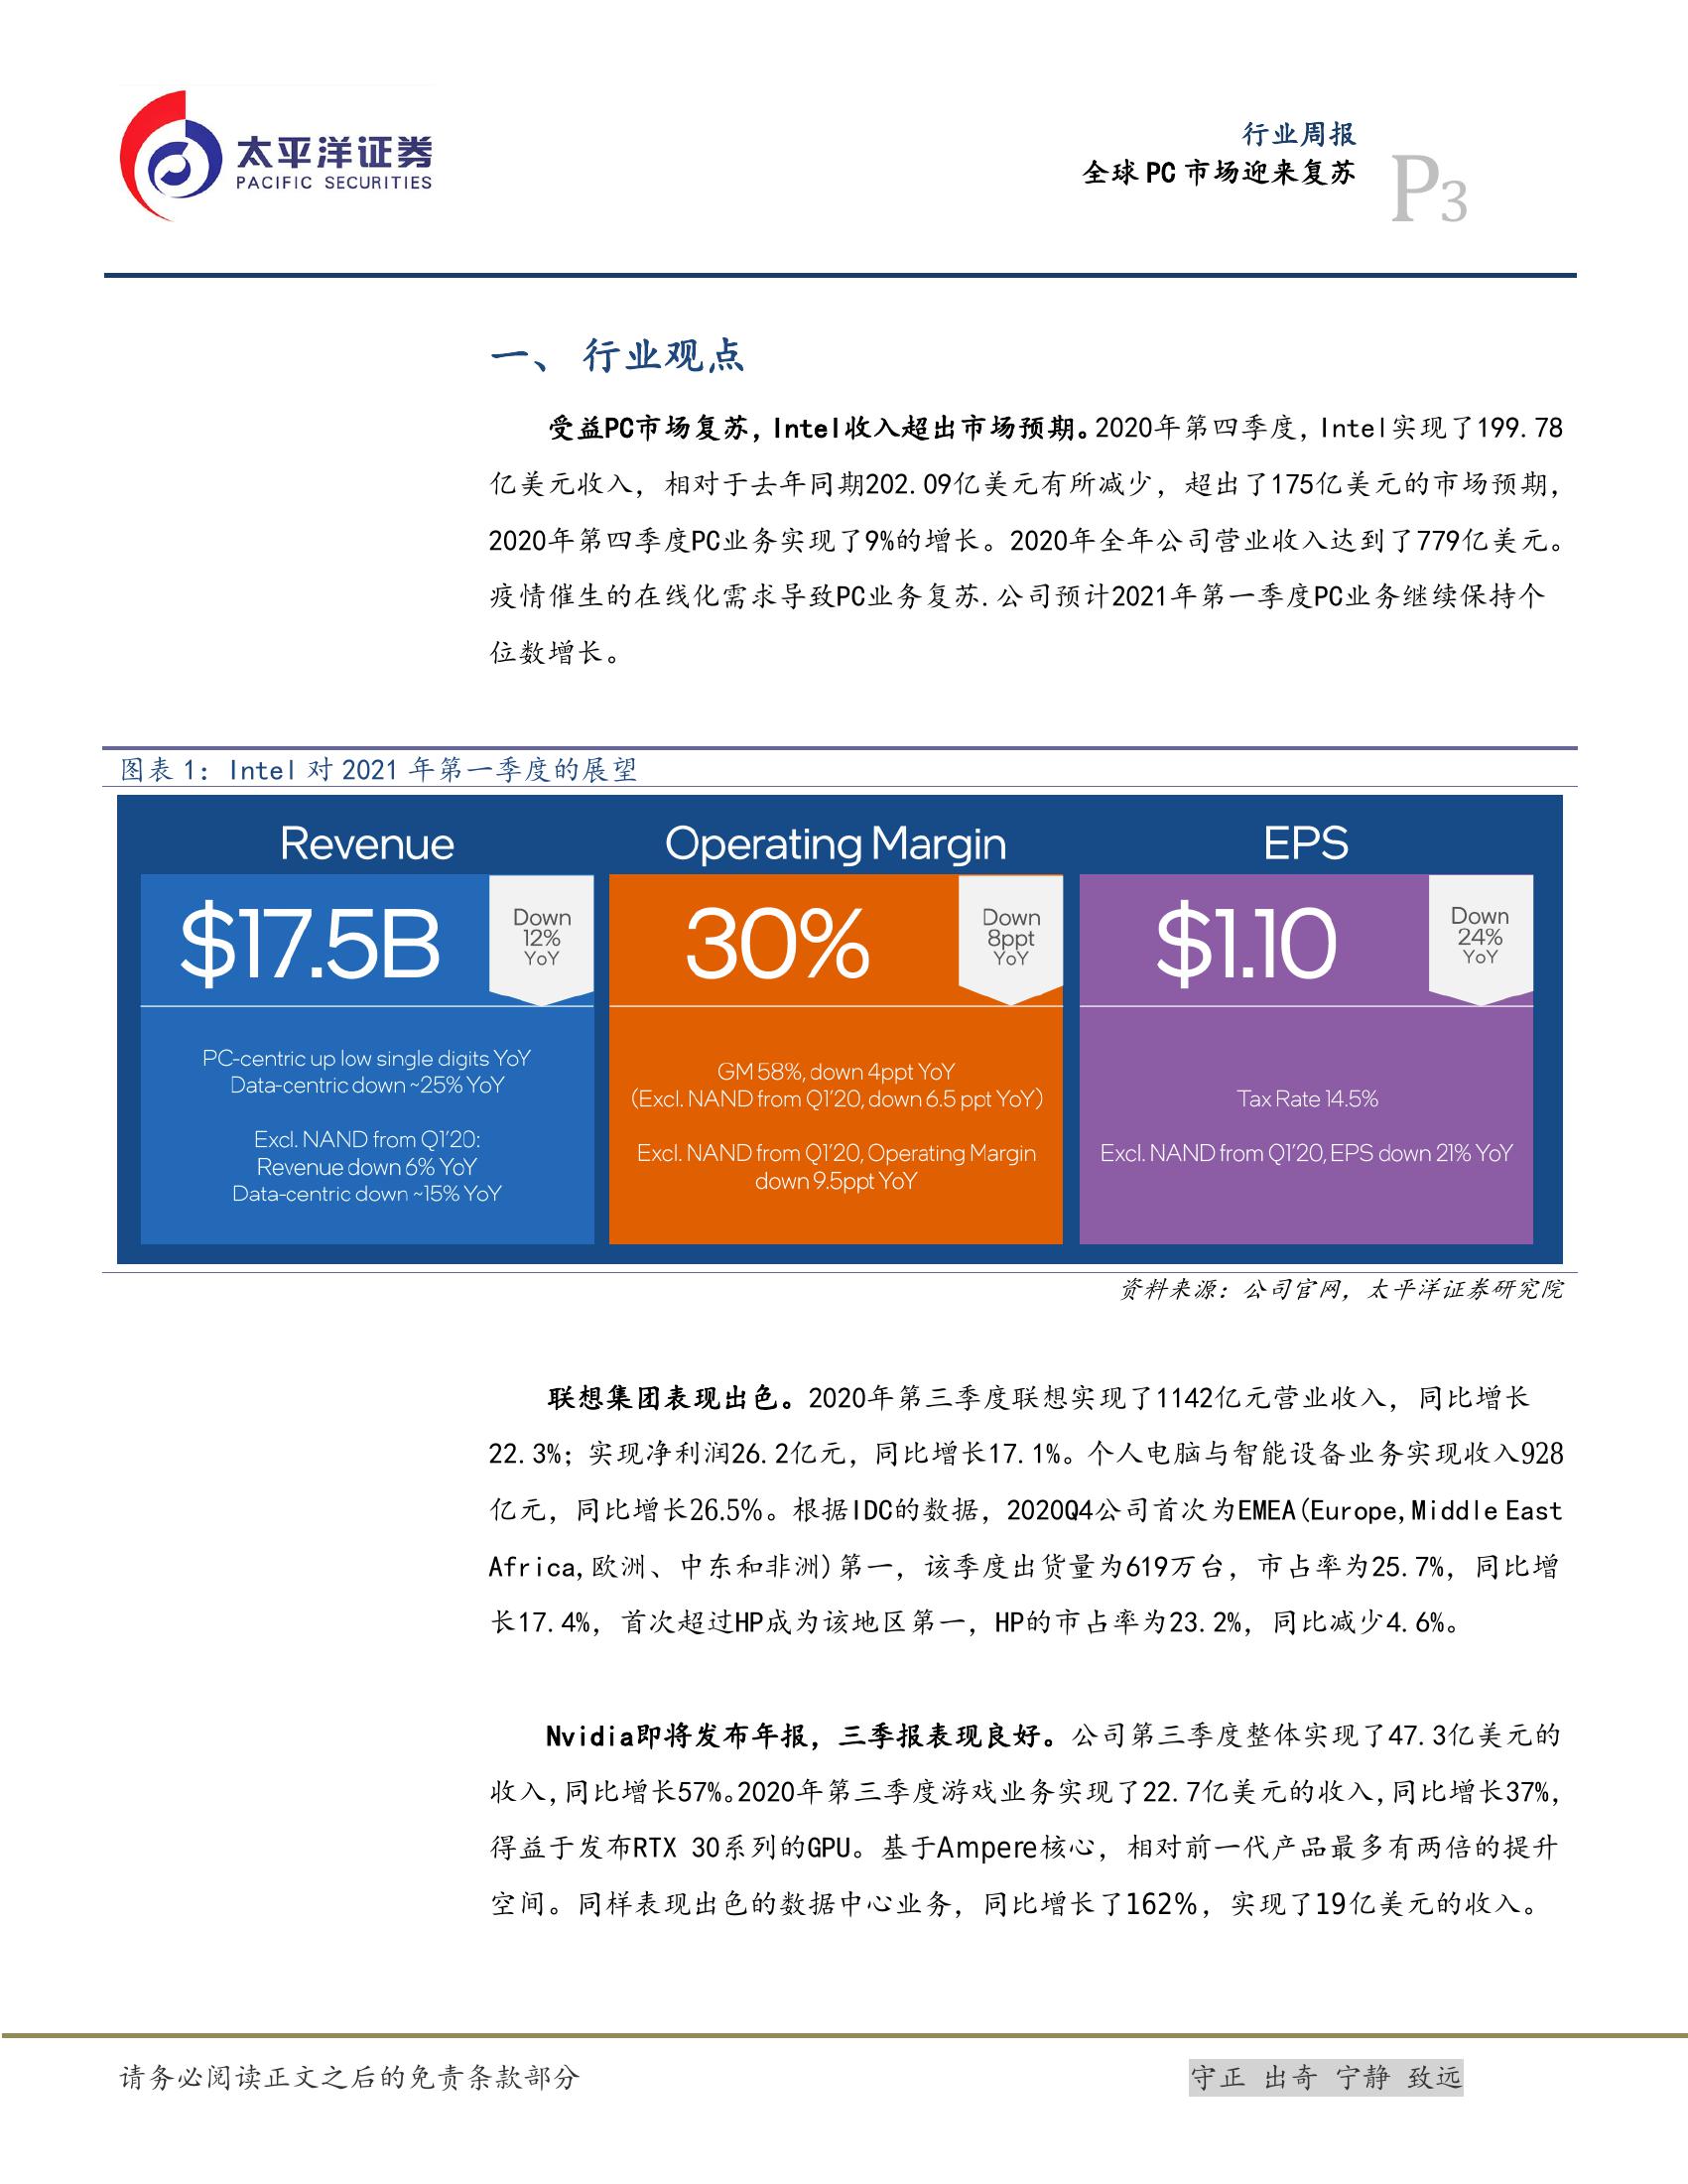 太平洋证券
PACIFIC SECURITIES
行业周报
全球 PC 市场迎来复苏
P3
一、 行业观点
受益PC市场复苏，Intel收入超出市场预期。2020年第四季度，Intel实现了199.78
亿美元收入，相对于去年同期202.09亿美元有所减少，超出了175亿美元的市场预期，
2020年第四季度PC业务实现了9%的增长。2020年全年公司营业收入达到了779亿美元。
疫情催生的在线化需求导致PC业务复苏.公司预计2021年第一季度PC业务继续保持个
位数增长。
图表 1：Intel 对 2021 年第一季度的展望
Revenue
$17.5B
Down
12%
YoY
PC-centric up low single digits YoY
Data-centric down ~25% YoY
Excl. NAND from Q1'20:
Revenue down 6% YoY
Data-centric down ~15% YoY
Operating Margin
30%
Down
8ppt
YoY
GM 58%, down 4ppt YoY
(Excl. NAND from Q1'20, down 6.5 ppt YoY)
Excl. NAND from Q1'20, Operating Margin
down 9.5ppt YoY
EPS
$1.10
Down
24%
YoY
Tax Rate 14.5%
Excl. NAND from Q1'20, EPS down 21% YoY
资料来源：公司官网，太平洋证券研究院
联想集团表现出色。2020年第三季度联想实现了1142亿元营业收入，同比增长
22.3%；实现净利润26.2亿元，同比增长17.1%。个人电脑与智能设备业务实现收入928
亿元，同比增长26.5%。根据IDC的数据，2020Q4公司首次为EMEA(Europe,Middle East
Africa,欧洲、中东和非洲)第一，该季度出货量为619万台，市占率为25.7%，同比增
长17.4%，首次超过HP成为该地区第一，HP的市占率为23.2%，同比减少4.6%。
Nvidia即将发布年报，三季报表现良好。公司第三季度整体实现了47.3亿美元的
收入，同比增长57%。2020年第三季度游戏业务实现了22.7亿美元的收入，同比增长37%，
得益于发布RTX 30系列的GPU。基于Ampere核心，相对前一代产品最多有两倍的提升
空间。同样表现出色的数据中心业务，同比增长了162%，实现了19亿美元的收入。
请务必阅读正文之后的免责条款部分
守正 出奇 宁静 致远